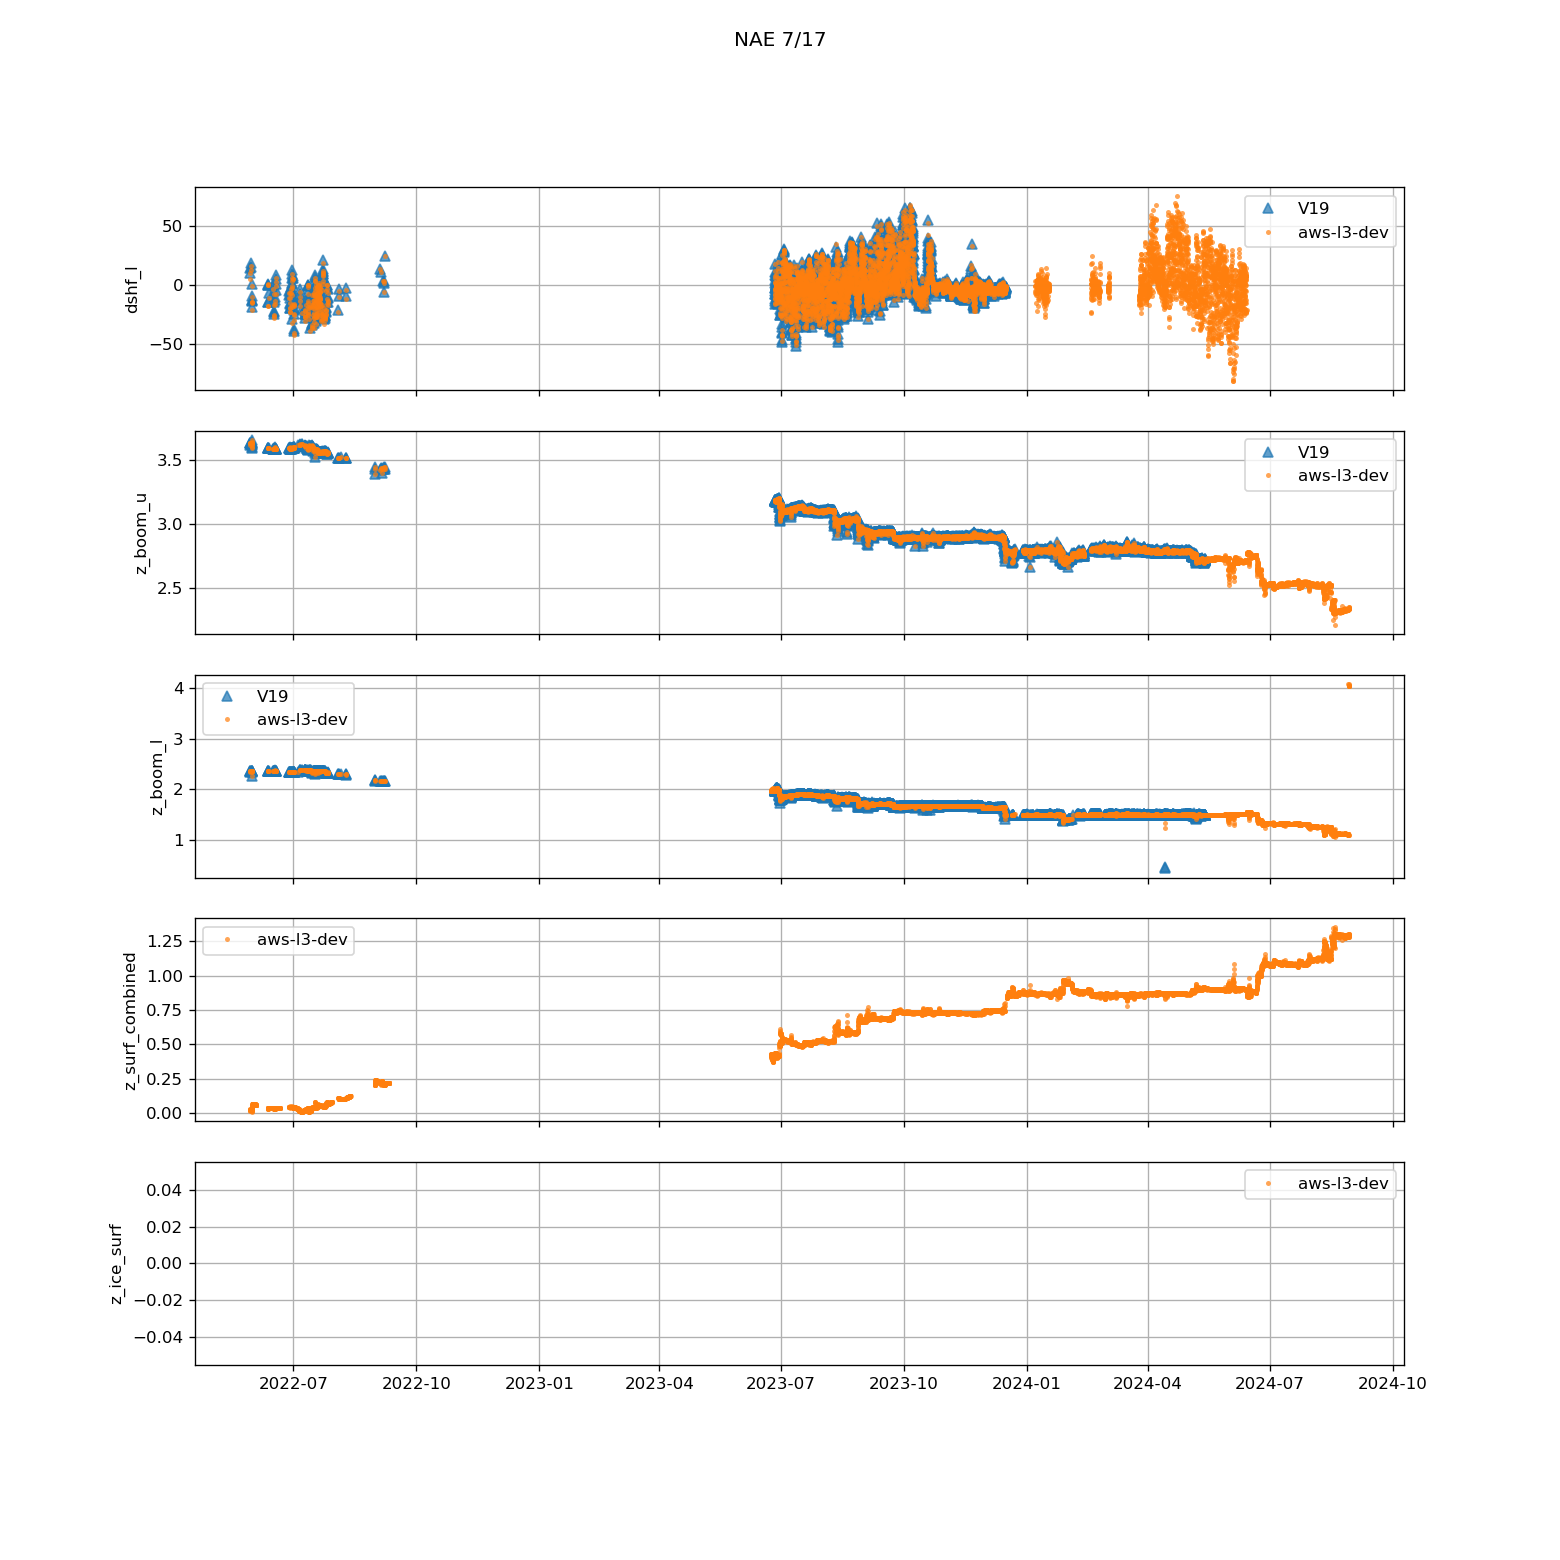 NAE 7/17
dshf_l
50
0
−50
V19
aws-l3-dev
z_boom_u
3.5
3.0
2.5
V19
aws-l3-dev
z_boom_l
4
3
2
1
V19
aws-l3-dev
z_surf_combined
1.25
1.00
0.75
0.50
0.25
0.00
aws-l3-dev
z_ice_surf
0.04
0.02
0.00
−0.02
−0.04
aws-l3-dev
2022-07 2022-10 2023-01 2023-04 2023-07 2023-10 2024-01 2024-04 2024-07 2024-10